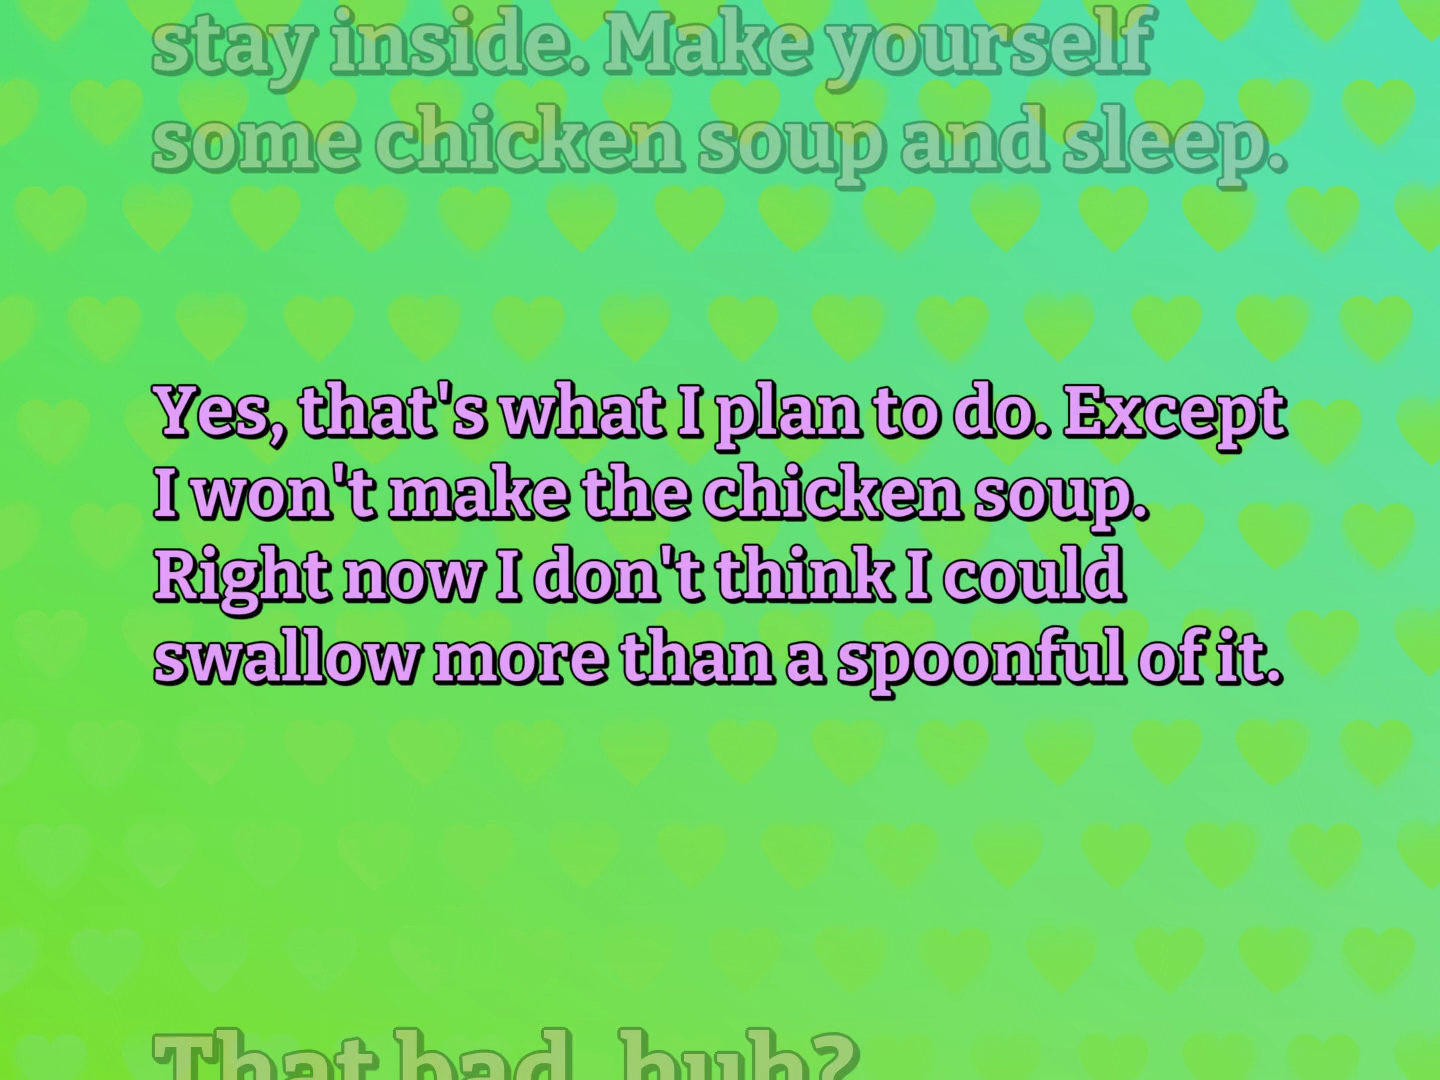 stay inside. Make yourself
some chicken soup and sleep.
Yes, that's what I plan to do. Except
I won't make the chicken soup.
Right now I don't think I could
swallow more than a spoonful of it.
That bad, huh?